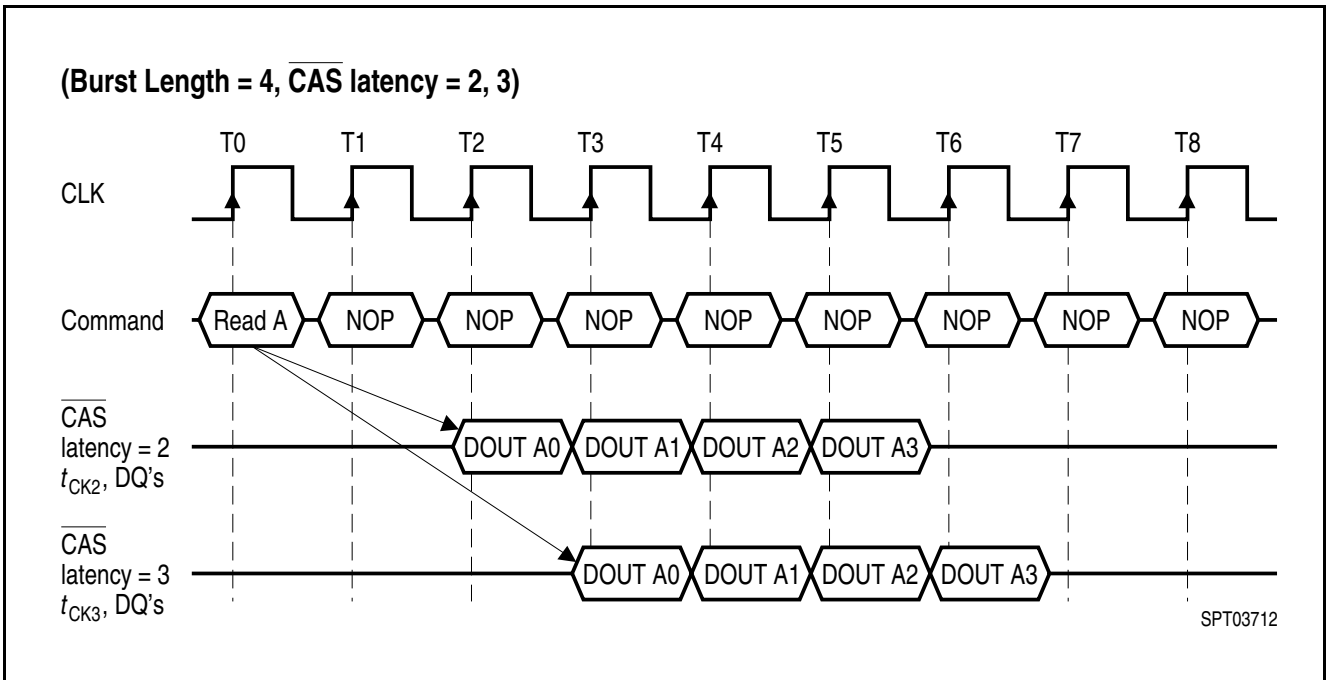 (Burst Length = 4, CAS latency = 2, 3)
T0 T1 T2 T3 T4 T5 T6 T7 T8
CLK
Command Read A NOP NOP NOP NOP NOP NOP NOP NOP
CAS
latency = 2 DOUT A0 DOUT A1 DOUT A2 DOUT A3
tCK2, DQ's
CAS
latency = 3 DOUT A0 DOUT A1 DOUT A2 DOUT A3
tCK3, DQ's
SPT03712